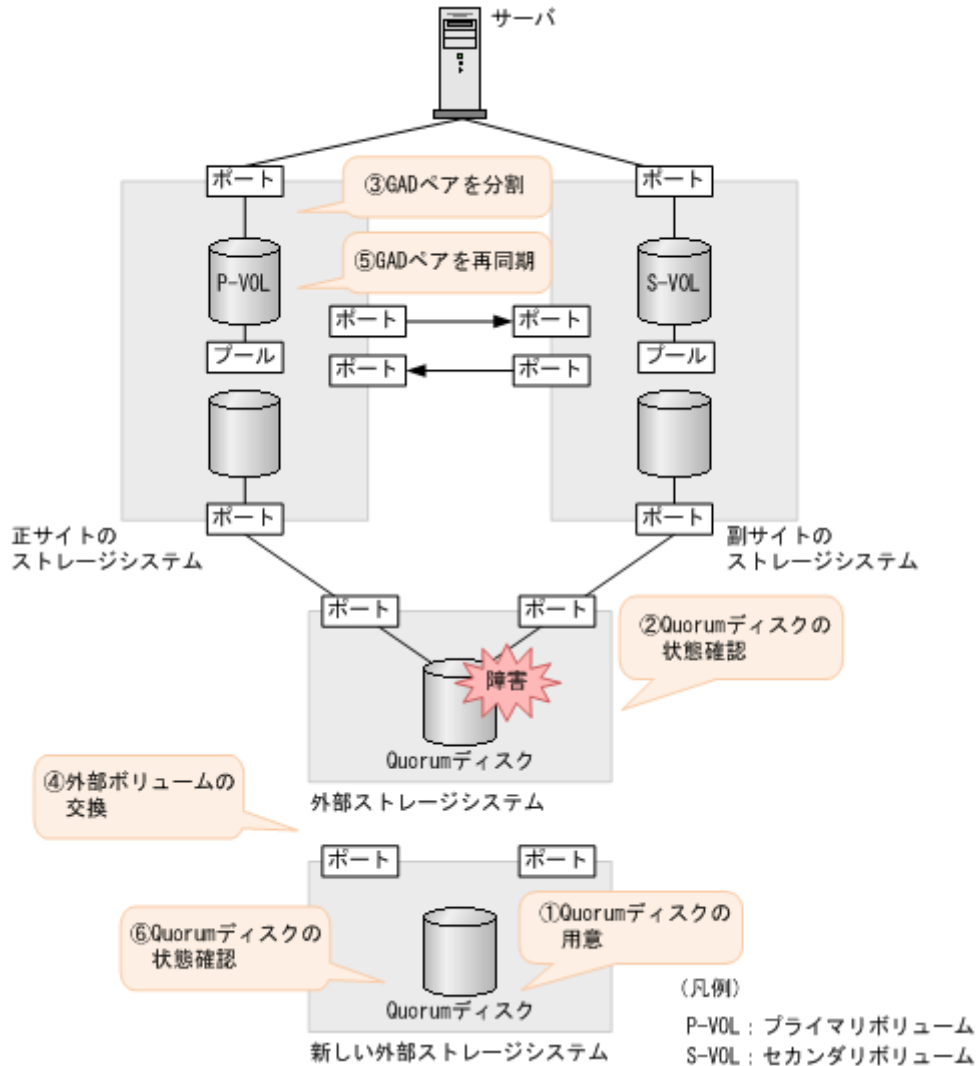 サーバ
ポート
ポート
③GADペアを分割
P-VOL
⑤GADペアを再同期
S-VOL
ポート
ポート
プール
プール
ポート
ポート
ポート
ポート
正サイトの
ストレージシステム
副サイトの
ストレージシステム
ポート
ポート
②Quorumディスクの
状態確認
障害
Quorumディスク
④外部ボリュームの
交換
外部ストレージシステム
ポート
ポート
①Quorumディスクの
用意
⑥Quorumディスクの
状態確認
Quorumディスク
新しい外部ストレージシステム
(凡例)
P-VOL：プライマリボリューム
S-VOL：セカンダリボリューム